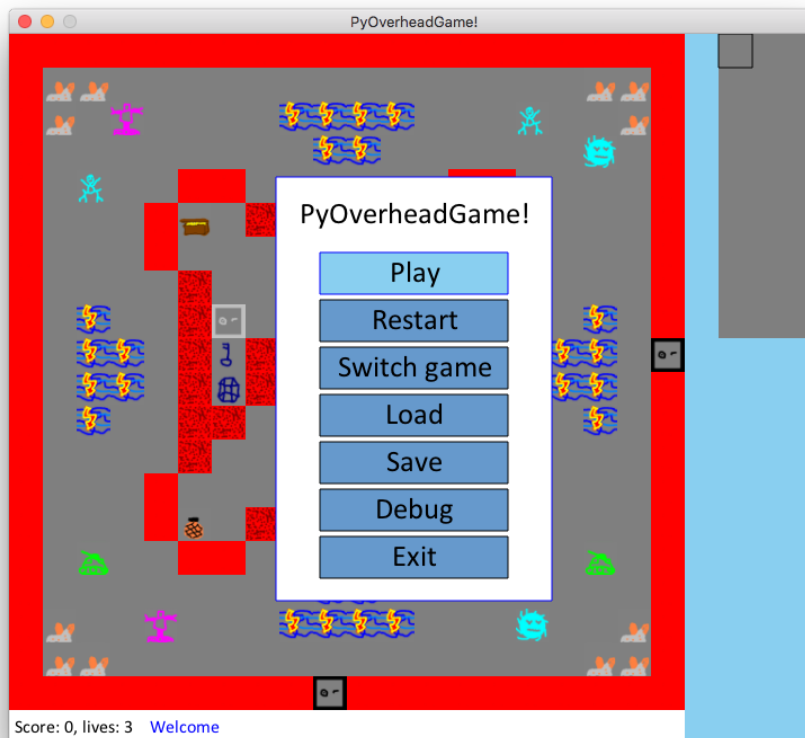 PyOverheadGame!
PyOverheadGame!
Play
Restart
Switch game
Load
Save
Debug
Exit
Score: 0, lives: 3 Welcome